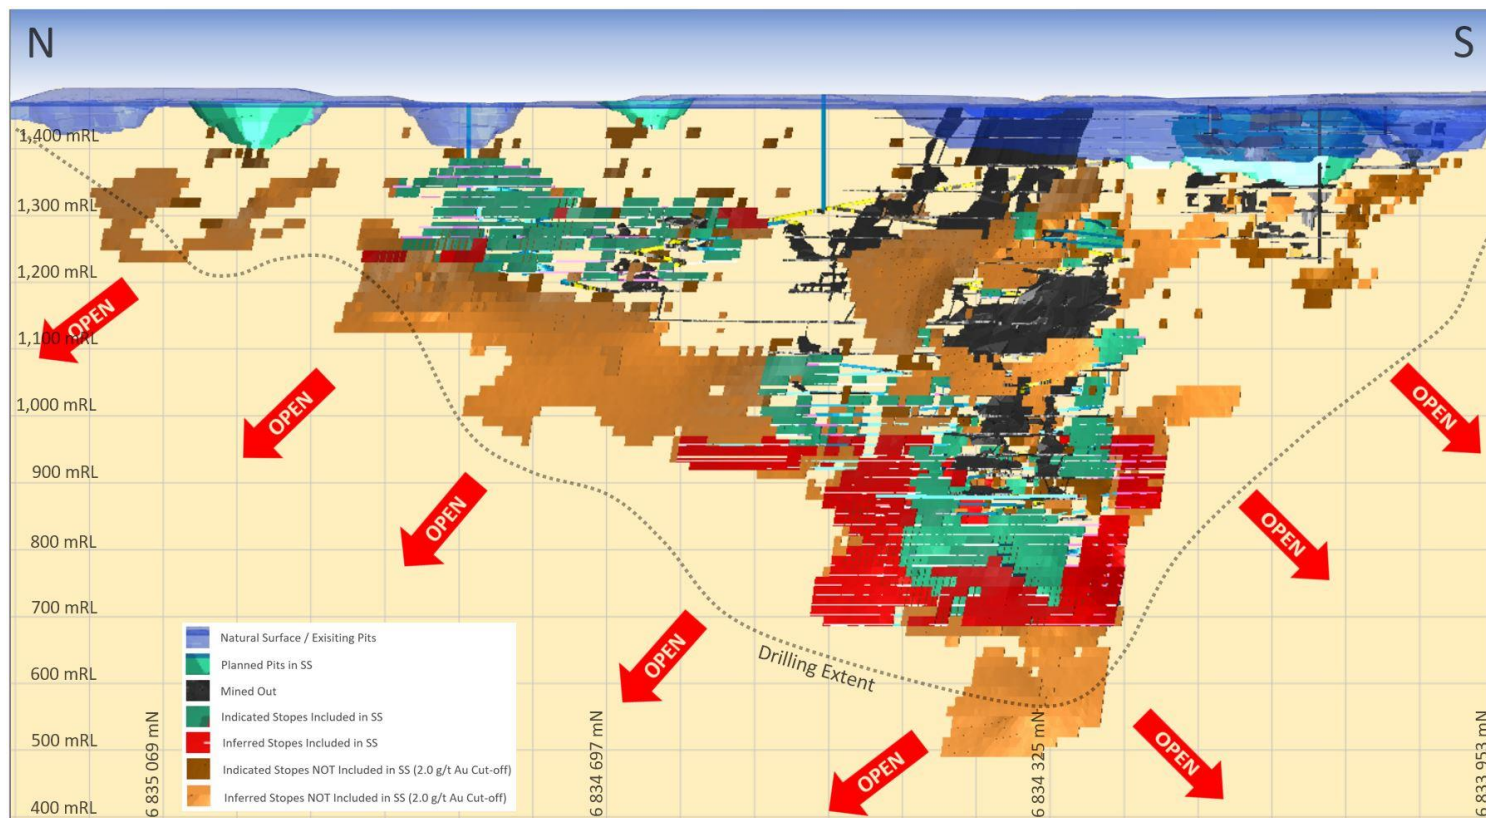 N
S
1,400 mRL
1,300 mRL
1,200 mRL
OPEN
1,100 mRL
OPEN
1,000 mRL
OPEN
900 mRL
OPEN
OPEN
800 mRL
700 mRL
OPEN
Drilling Extent
600 mRL
500 mRL
OPEN
OPEN
400 mRL
6 835 069 mN
6 834 697 mN
6 834 325 mN
6 833 953 mN
Natural Surface / Exisiting Pits
Planned Pits in SS
Mined Out
Indicated Stopes Included in SS
Inferred Stopes Included in SS
Indicated Stopes NOT Included in SS (2.0 g/t Au Cut-off)
Inferred Stopes NOT Included in SS (2.0 g/t Au Cut-off)